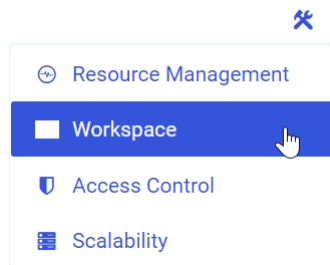 Resource Management
Workspace
Access Control
Scalability